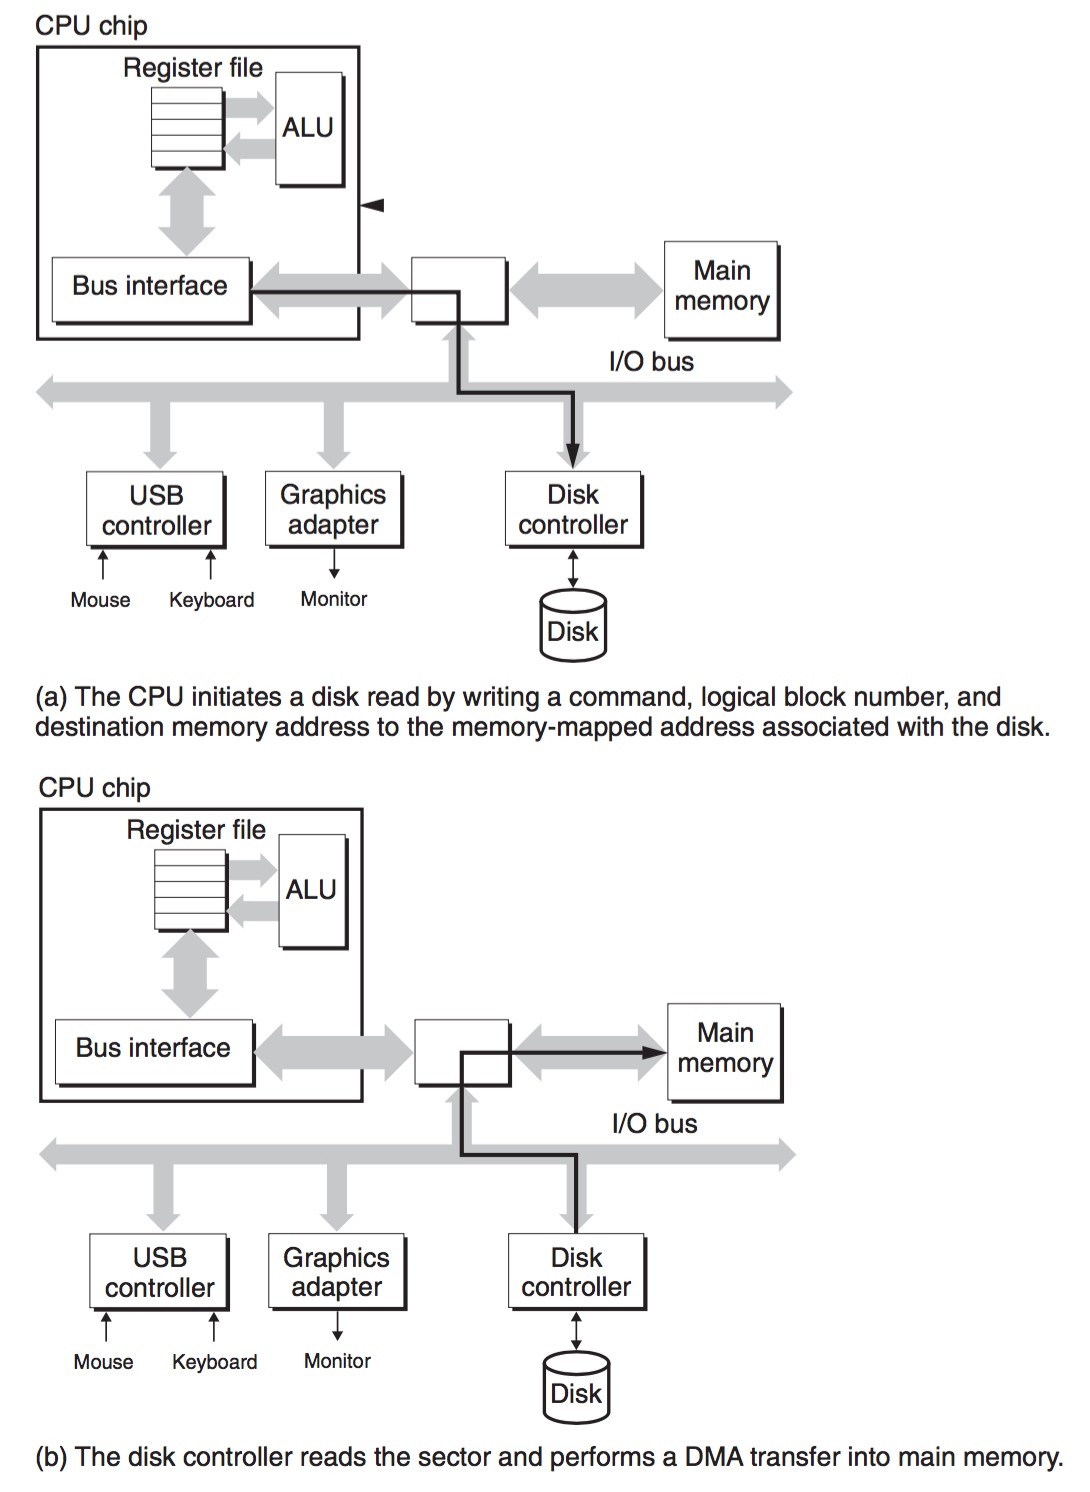 CPU chip
Register file
ALU
Bus interface
Main
memory
I/O bus
USB
controller
Graphics
adapter
Disk
controller
Mouse
Keyboard
Monitor
Disk
(a) The CPU initiates a disk read by writing a command, logical block number, and
destination memory address to the memory-mapped address associated with the disk.
CPU chip
Register file
ALU
Bus interface
Main
memory
I/O bus
USB
controller
Graphics
adapter
Disk
controller
Mouse
Keyboard
Monitor
Disk
(b) The disk controller reads the sector and performs a DMA transfer into main memory.